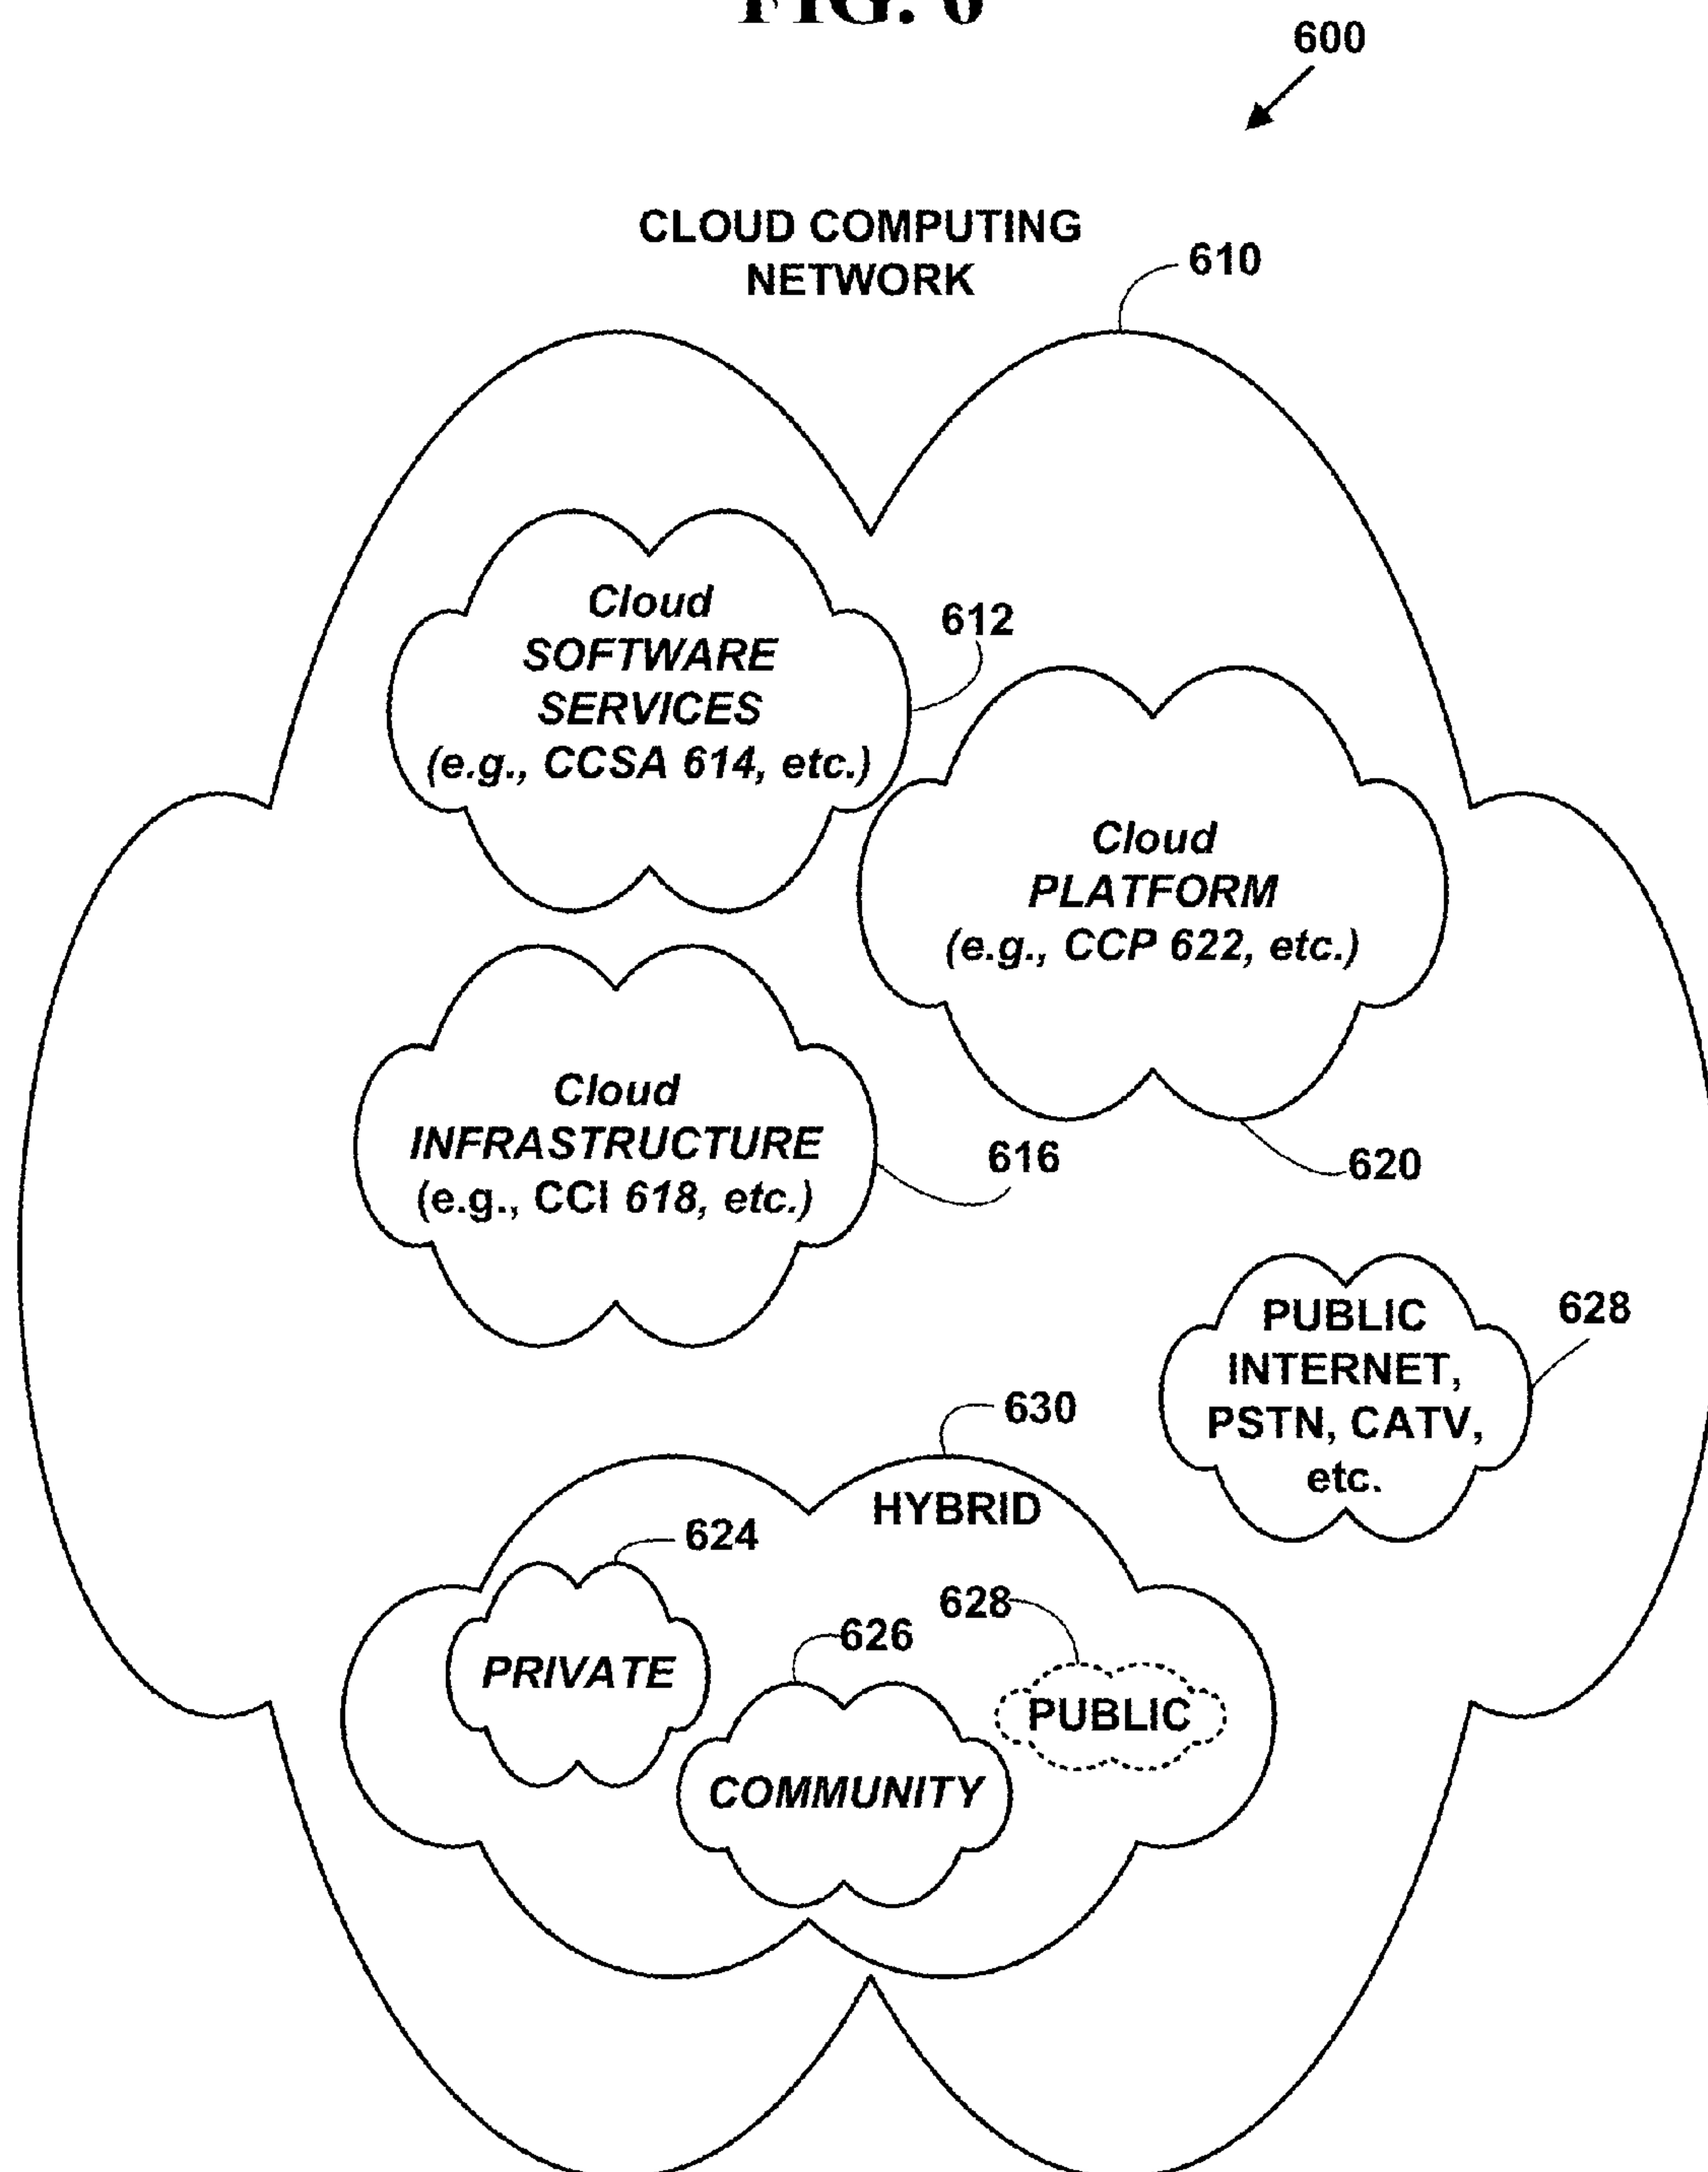 FIG. 6
600
CLOUD COMPUTING
NETWORK
610
Cloud
SOFTWARE
SERVICES
(e.g., CCSA 614, etc.)
612
Cloud
PLATFORM
(e.g., CCP 622, etc.)
620
Cloud
INFRASTRUCTURE
(e.g., CCI 618, etc.)
616
PUBLIC
INTERNET,
PSTN, CATV,
etc.
628
630
HYBRID
624
PRIVATE
626
COMMUNITY
628
PUBLIC